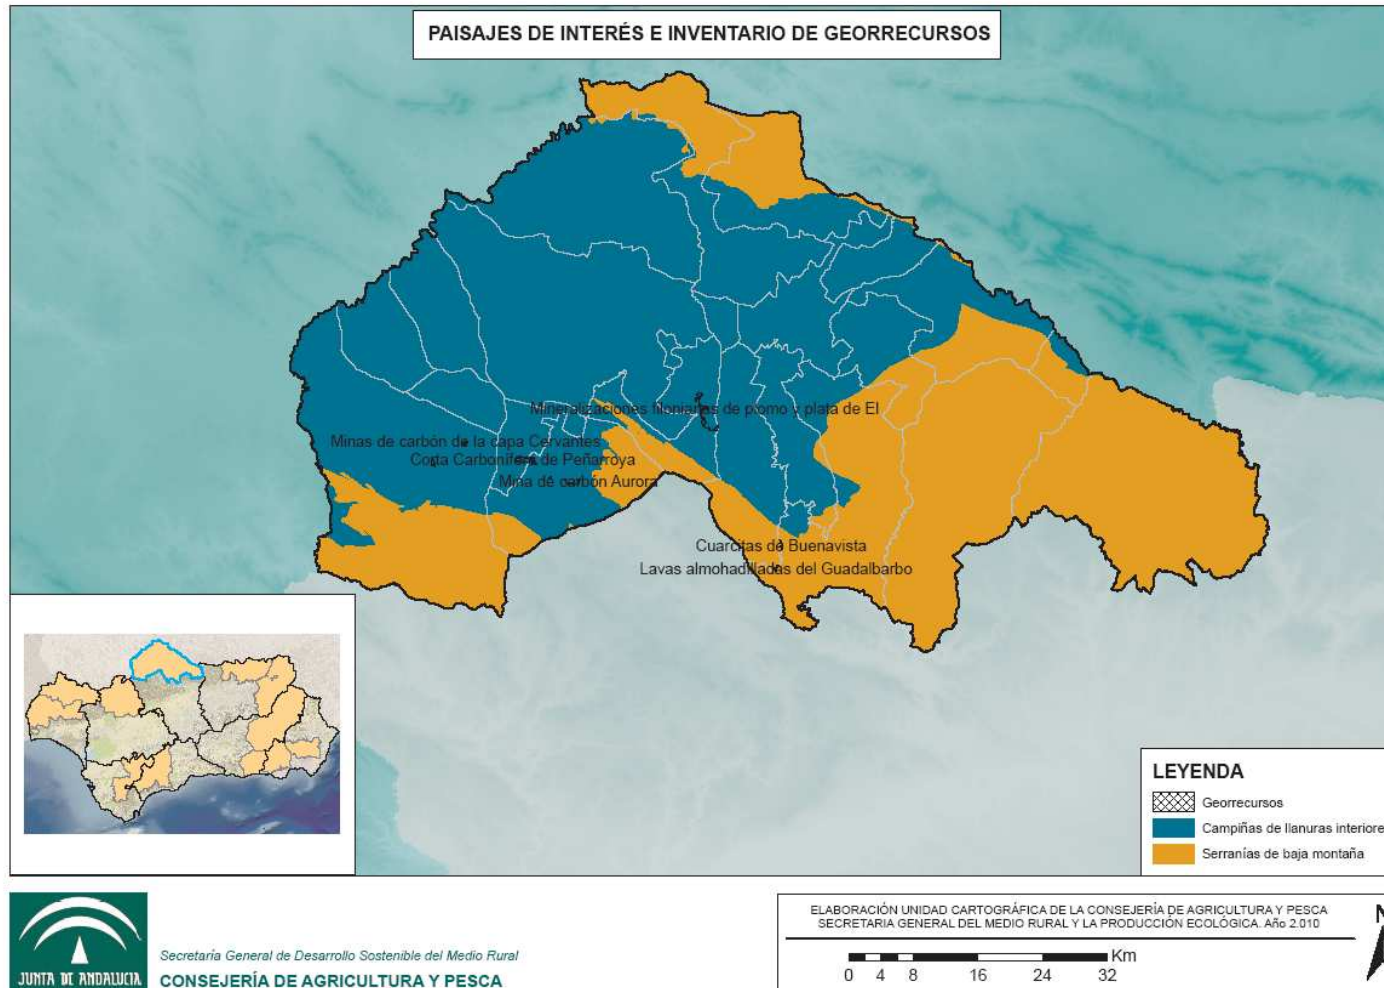 PAISAJES DE INTERÉS E INVENTARIO DE GEORRECURSOS
Mineralizaciones filonianas de plomo y plata de El
Minas de carbón de la capa Cervantes
Corta Carbonífera de Peñarroya
Mina de carbón Aurora
Cuarcitas de Buenavista
Lavas almohadilladas del Guadalbarbo
LEYENDA
Georrecursos
Campiñas de llanuras interiore
Serranías de baja montaña
JUNTA DE ANDALUCIA
Secretaría General de Desarrollo Sostenible del Medio Rural
CONSEJERÍA DE AGRICULTURA Y PESCA
ELABORACIÓN UNIDAD CARTOGRÁFICA DE LA CONSEJERÍA DE AGRICULTURA Y PESCA
SECRETARIA GENERAL DEL MEDIO RURAL Y LA PRODUCCIÓN ECOLÓGICA. Año 2.010
Km
0 4 8 16 24 32
N